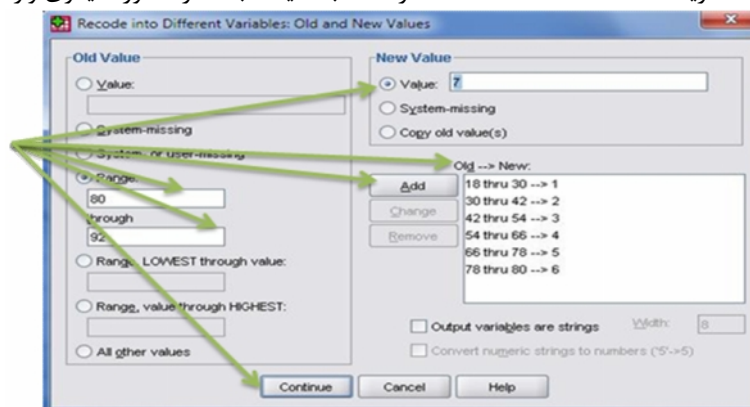 Recode into Different Variables: Old and New Values
Old Value
Value:
System-missing
System- or user-missing
Range:
80
through
92
Range, LOWEST through value:
Range, value through HIGHEST:
All other values
New Value
Value: 7
System-missing
Copy old value(s)
Old --> New:
Add
Change
Remove
18 thru 30 --> 1
30 thru 42 --> 2
42 thru 54 --> 3
54 thru 66 --> 4
66 thru 78 --> 5
78 thru 80 --> 6
Output variables are strings Width: 8
Convert numeric strings to numbers ('5'->5)
Continue Cancel Help